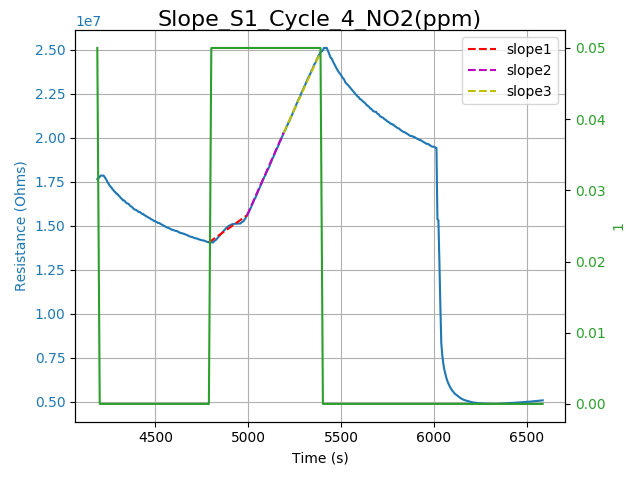 Slope_S1_Cycle_4_NO2(ppm)
1e7
slope1
slope2
slope3
2.50
2.25
2.00
1.75
1.50
1.25
1.00
0.75
0.50
Resistance (Ohms)
0.05
0.04
0.03
0.02
0.01
0.00
1
4500 5000 5500 6000 6500
Time (s)